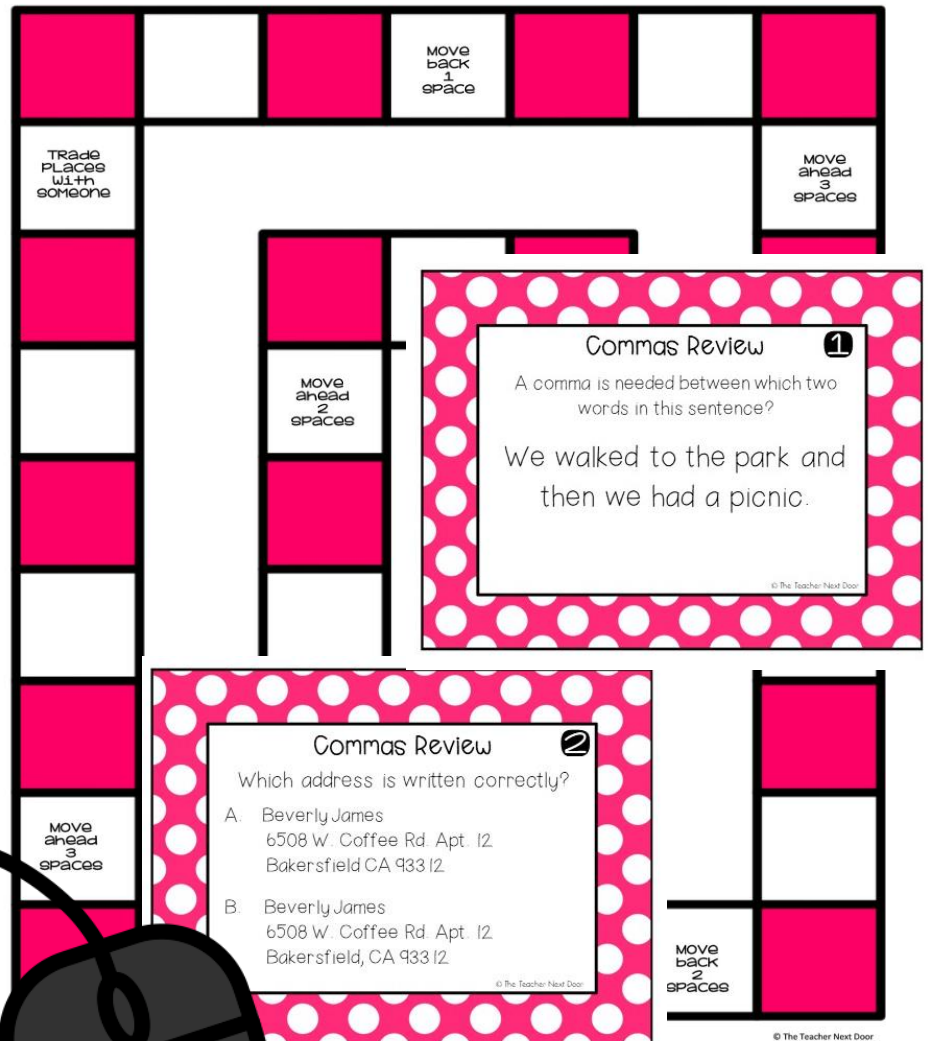 Move
back
1
space
Trade
places
with
someone
Move
ahead
3
spaces
Move
ahead
2
spaces
Commas Review
1
A comma is needed between which two
words in this sentence?
We walked to the park and
then we had a picnic.
© The Teacher Next Door
Commas Review
2
Which address is written correctly?
A. Beverly James
6508 W. Coffee Rd. Apt. 12
Bakersfield CA 93312
B. Beverly James
6508 W. Coffee Rd. Apt. 12
Bakersfield, CA 93312
© The Teacher Next Door
Move
ahead
3
spaces
Move
back
2
spaces
© The Teacher Next Door